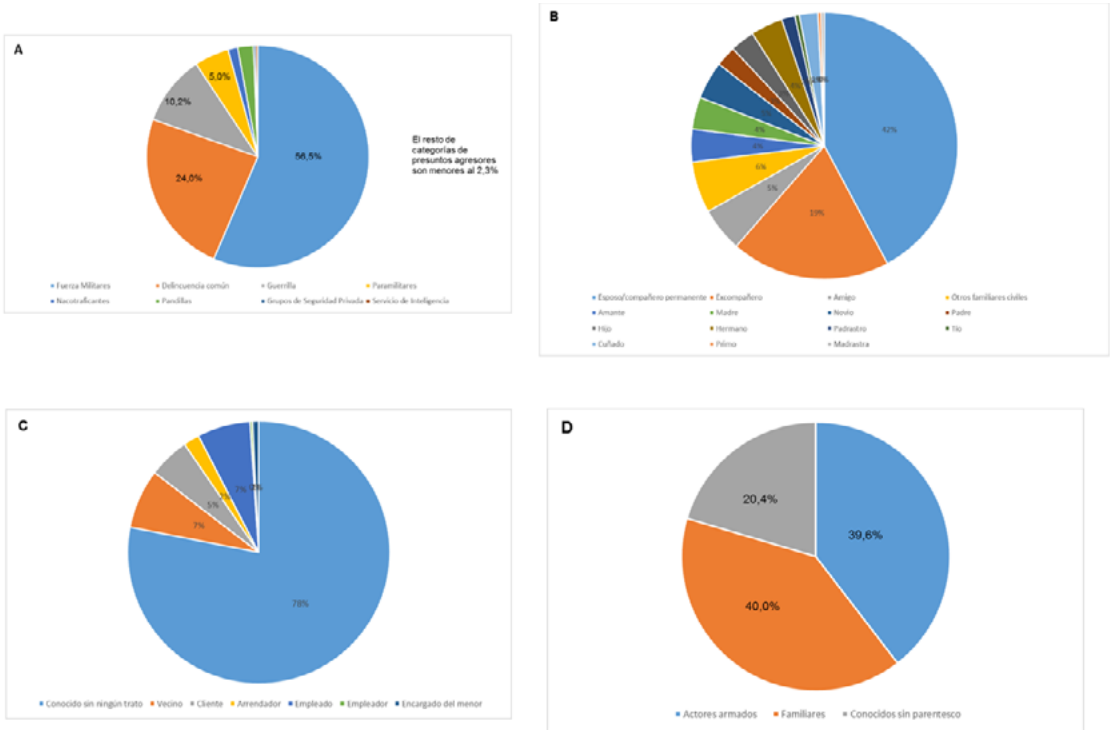 A
5,0%
10,2%
56,5%
24,0%
El resto de
categorías de
presuntos agresores
son menores al 2,3%
Fuerza Militares Delincuencia común Guerrilla Paramilitares
Nacotraficantes Pandillas Grupos de Seguridad Privada Servicio de Inteligencia
B
42%
4%
6%
5%
19%
Esposo/compañero permanente Excompañero Amigo Otros familiares civiles
Amante Madre Novio Padre
Hijo Hermano Padrastro Tío
Cuñado Primo Madrastra
C
7%
5%
7%
78%
Conocido sin ningún trato Vecino Cliente Arrendador Empleado Empleador Encargado del menor
D
20,4%
39,6%
40,0%
Actores armados Familiares Conocidos sin parentesco